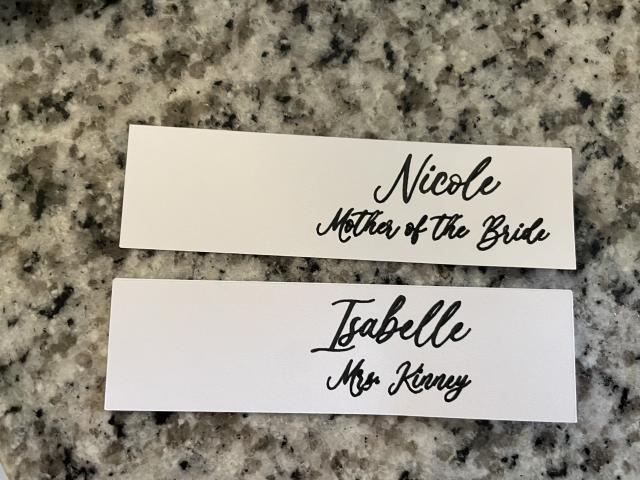 Nicole
Mother of the Bride
Isabelle
Mrs. Kinney